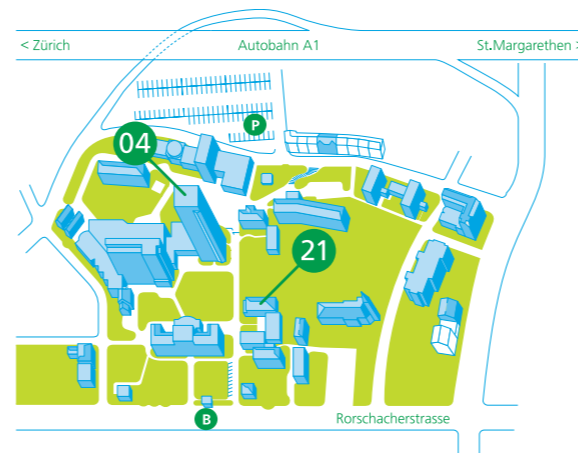 < Zürich Autobahn A1 St.Margarethen >
P
04
21
Rorschacherstrasse
B